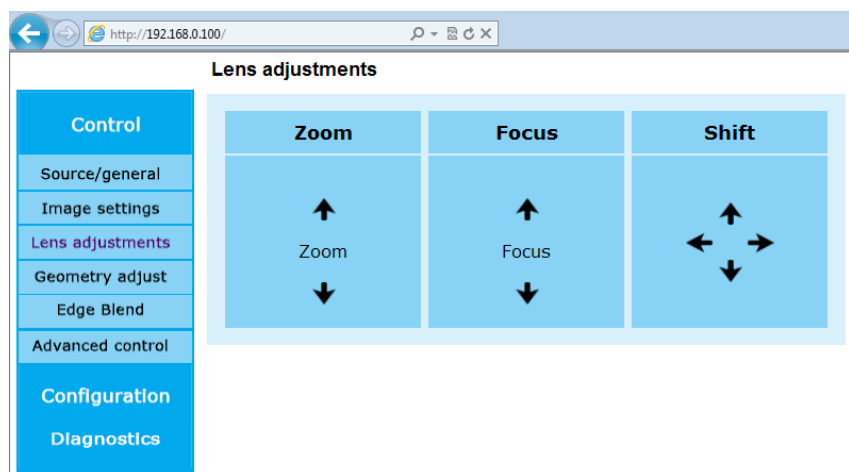 http://192.168.0.100/
Lens adjustments
Control
Source/general
Image settings
Lens adjustments
Geometry adjust
Edge Blend
Advanced control
Configuration
Diagnostics
Zoom
Focus
Shift
Zoom
Focus